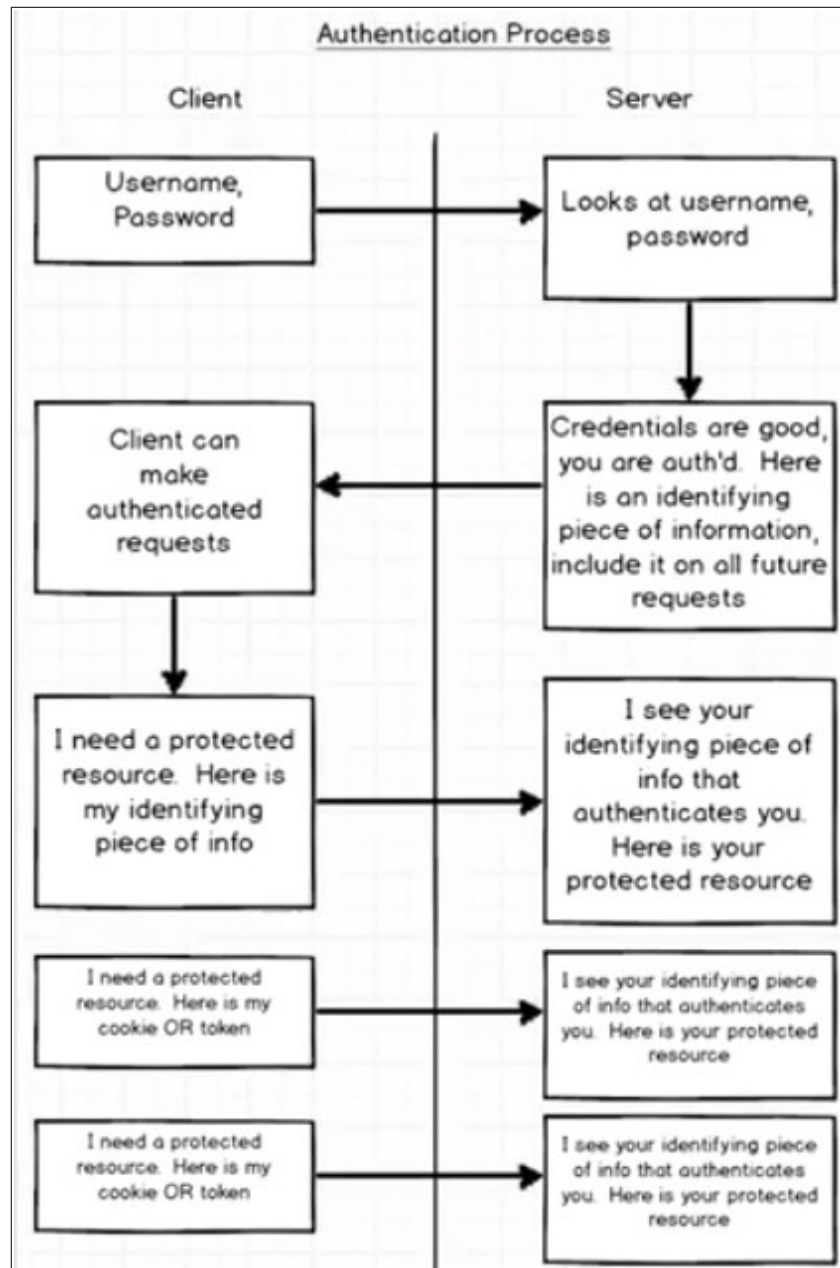 Authentication Process
Client
Server
Username,
Password
Looks at username,
password
Client can
make
authenticated
requests
Credentials are good,
you are auth'd. Here
is an identifying
piece of information,
include it on all future
requests
I need a protected
resource. Here is
my identifying
piece of info
I see your
identifying piece of
info that
authenticates you.
Here is your
protected resource
I need a protected
resource. Here is my
cookie OR token
I see your identifying piece
of info that authenticates
you. Here is your protected
resource
I need a protected
resource. Here is my
cookie OR token
I see your identifying piece
of info that authenticates
you. Here is your protected
resource